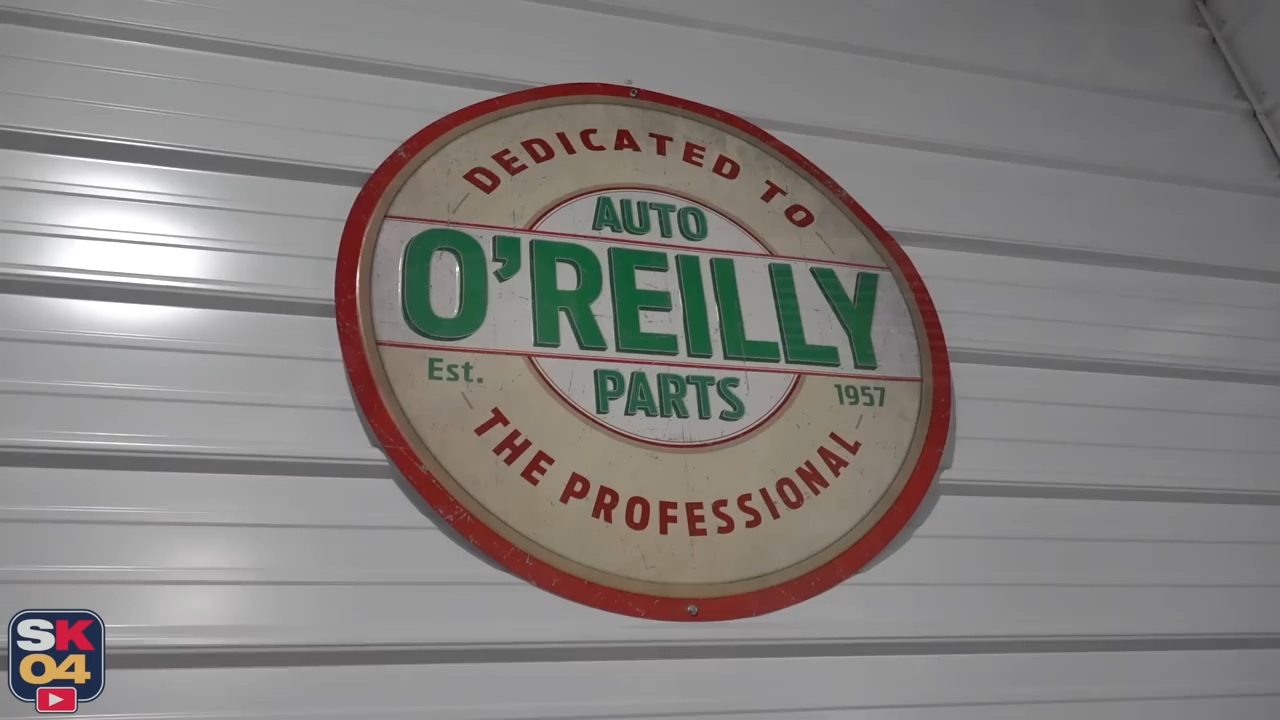 DEDICATED TO
AUTO
O'REILLY
PARTS
Est. 1957
THE PROFESSIONAL
SK
04